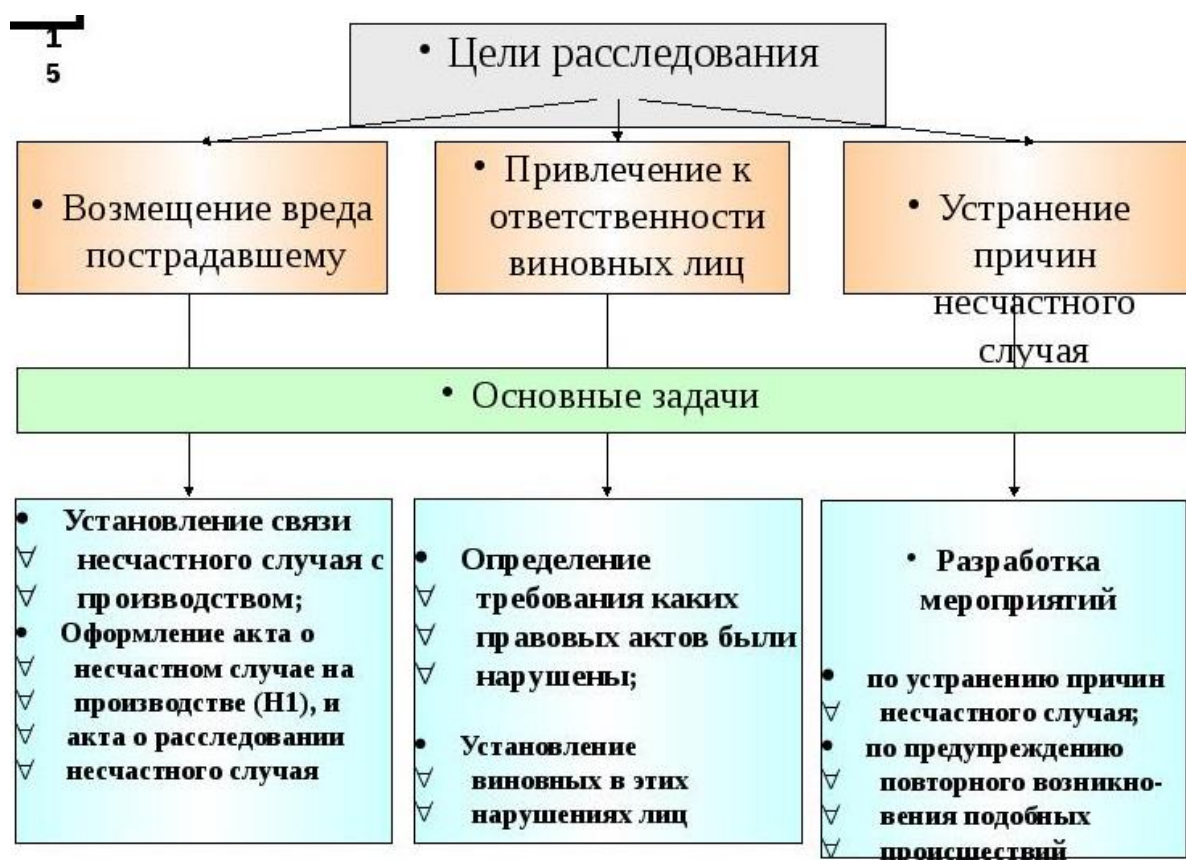 1
5
• Цели расследования
• Возмещение вреда
пострадавшему
• Привлечение к
ответственности
виновных лиц
• Устранение
причин
несчастного
случая
• Основные задачи
• Установление связи
∀ несчастного случая с
∀ производством;
• Оформление акта о
∀ несчастном случае на
∀ производстве (Н1), и
∀ акта о расследовании
∀ несчастного случая
• Определение
∀ требования каких
∀ правовых актов были
∀ нарушены;
• Установление
∀ виновных в этих
∀ нарушениях лиц
• Разработка
мероприятий
• по устранению причин
∀ несчастного случая;
• по предупреждению
∀ повторного возникно-
∀ вения подобных
∀ происшествий